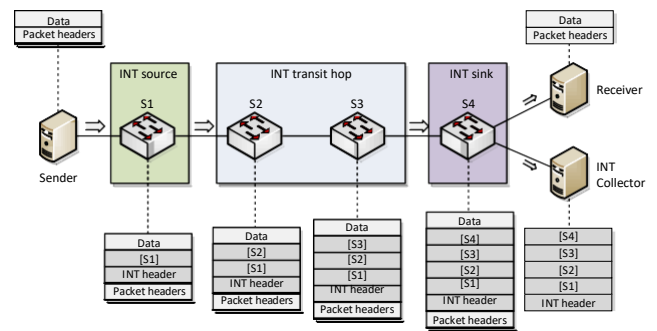 Data
Packet headers
Data
Packet headers
INT source
INT transit hop
INT sink
S1
S2
S3
S4
Receiver
Sender
INT
Collector
Data
[S1]
INT header
Packet headers
Data
[S2]
[S1]
INT header
Packet headers
Data
[S3]
[S2]
[S1]
INT header
Packet headers
Data
[S4]
[S3]
[S2]
[S1]
INT header
Packet headers
[S4]
[S3]
[S2]
[S1]
INT header